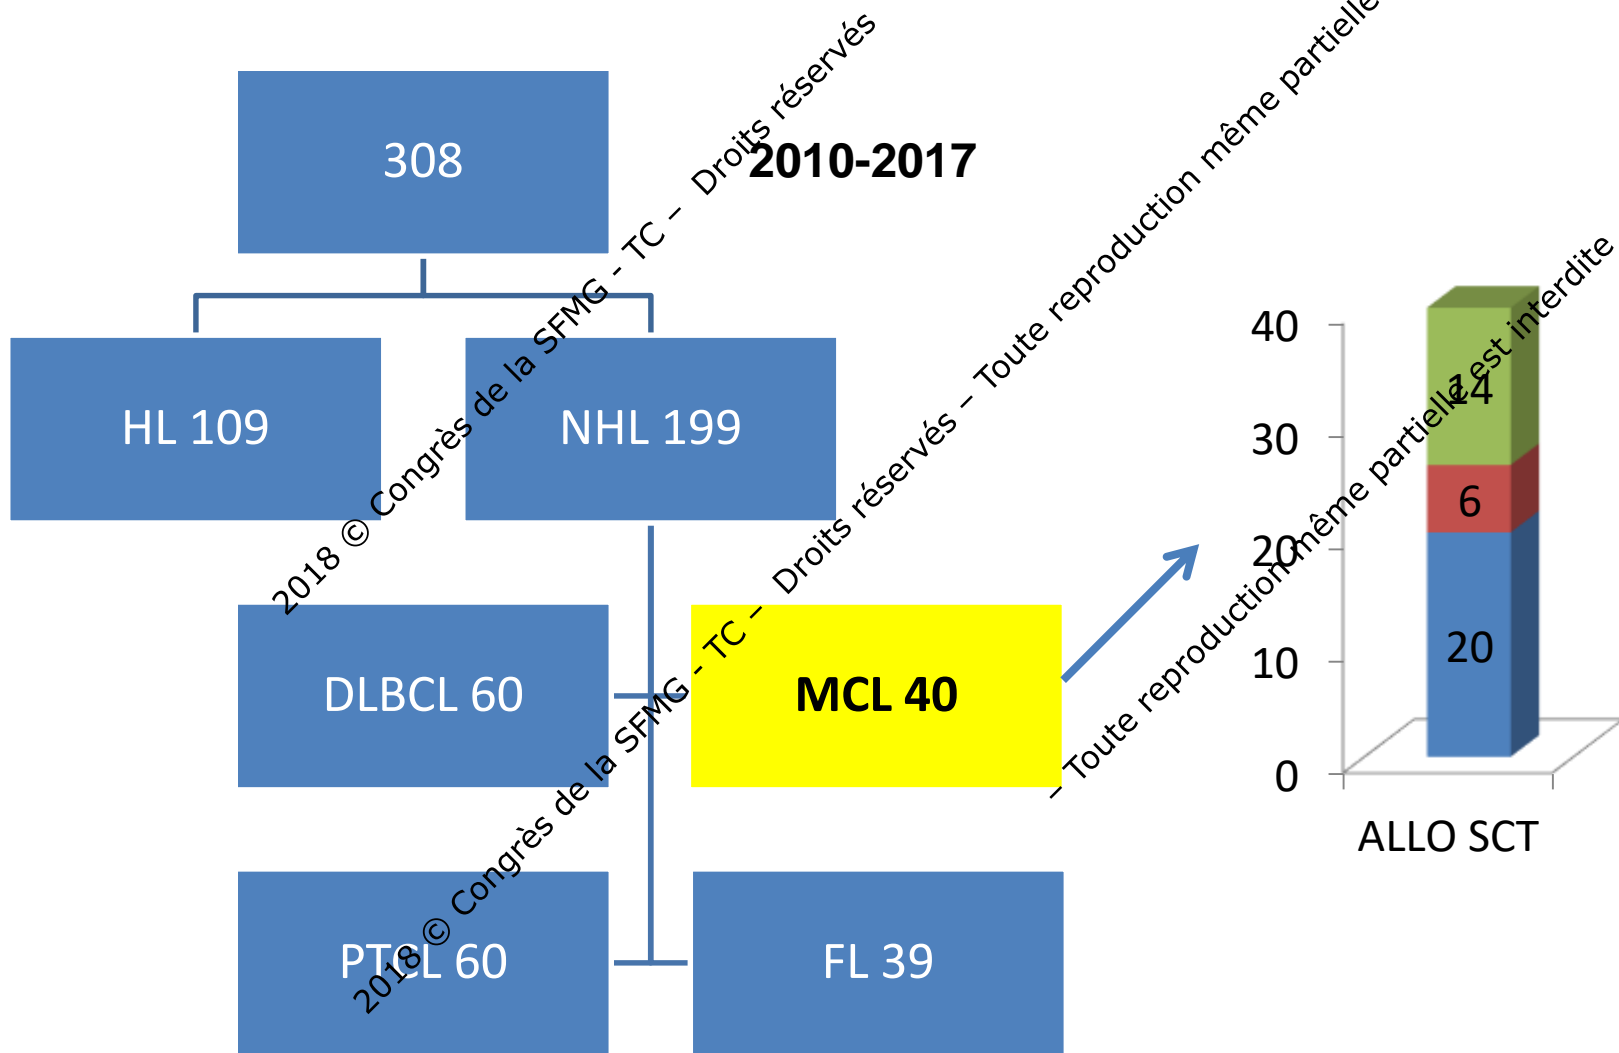 308
2010-2017
HL 109
NHL 199
DLBCL 60
MCL 40
PTCL 60
FL 39
40
30
20
10
0
14
6
20
ALLO SCT
2018 © Congrès de la SFMG - TC – Droits réservés
2018 © Congrès de la SFMG - TC – Droits réservés – Toute reproduction même partielle
– Toute reproduction même partielle est interdite